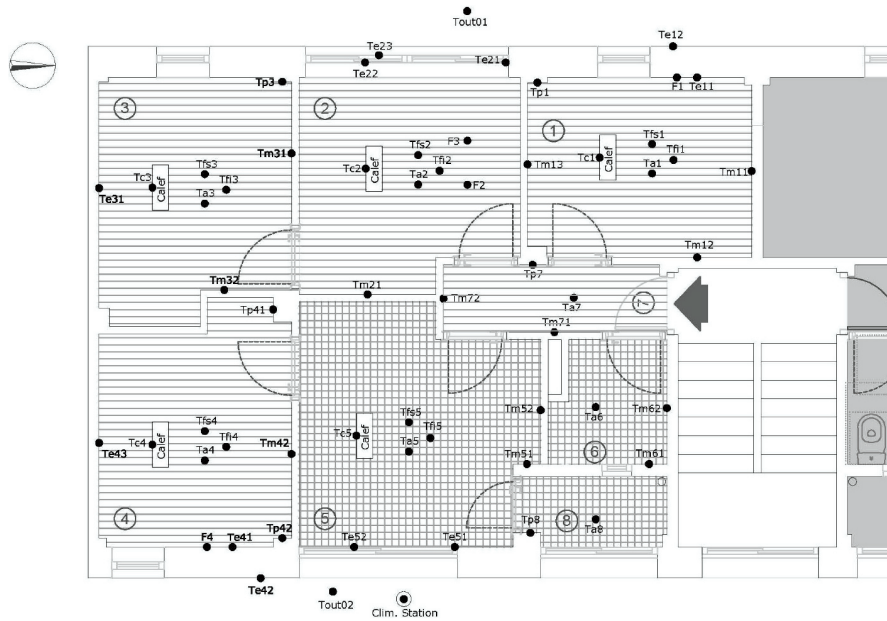 Tout01
Te12
Te23
Te22
Te21
Tp3
Tp1
F1
Te11
3
2
1
F3
Tfs2
Tfs1
Tm31
Tfi1
Tc1
Calef
Tm13
Ta1
Tm11
Tc2
Calef
Tfi2
Ta2
F2
Tfs3
Tc3
Calef
Tfi3
Te31
Ta3
Tm12
Tp7
Tm32
Tm21
Tm72
Ta7
7
Tp41
Tm71
Tfs4
Tc4
Calef
Tfi4
Te43
Ta4
Tm42
Tfs5
Tc5
Calef
Tfi5
Ta5
Tm52
Ta6
Tm62
6
Tm51
Tm61
4
Tp42
5
Tp8
8
Ta8
F4
Te41
Te52
Te51
Te42
Tout02
Clim. Station